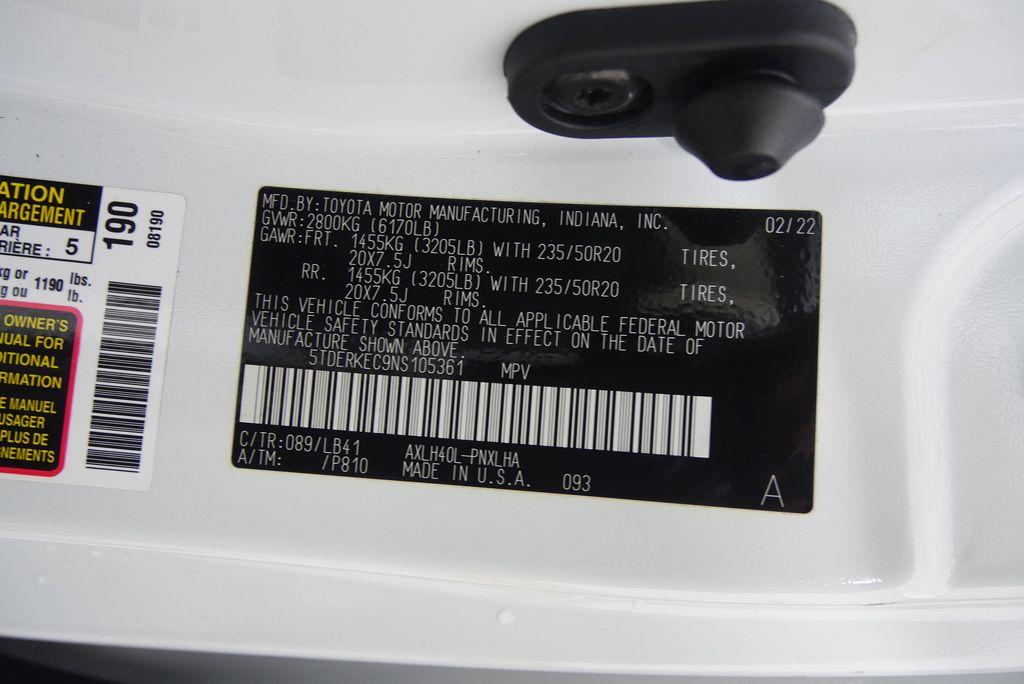 ATION
ARGEMENT
AR
RIÈRE : 5
190
08190
kg or 1190 lbs.
kg ou lb.
OWNER'S
NUAL FOR
DITIONAL
RMATION
E MANUEL
USAGER
PLUS DE
GNEMENTS
MFD.BY:TOYOTA MOTOR MANUFACTURING, INDIANA, INC. 02/22
GVWR:2800KG (6170LB)
GAWR:FRT. 1455KG (3205LB) WITH 235/50R20 TIRES,
20X7.5J RIMS.
RR. 1455KG (3205LB) WITH 235/50R20 TIRES,
20X7.5J RIMS.
THIS VEHICLE CONFORMS TO ALL APPLICABLE FEDERAL MOTOR
VEHICLE SAFETY STANDARDS IN EFFECT ON THE DATE OF
MANUFACTURE SHOWN ABOVE.
5TDERKEC9NS105361 MPV
C/TR:089/LB41 AXLH40L-PNXLHA
A/TM: /P810 MADE IN U.S.A. 093
A